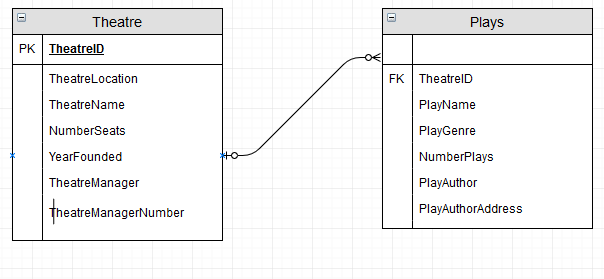 Theatre
PK TheatreID
TheatreLocation
TheatreName
NumberSeats
YearFounded
TheatreManager
TheatreManagerNumber
Plays
FK TheatreID
PlayName
PlayGenre
NumberPlays
PlayAuthor
PlayAuthorAddress